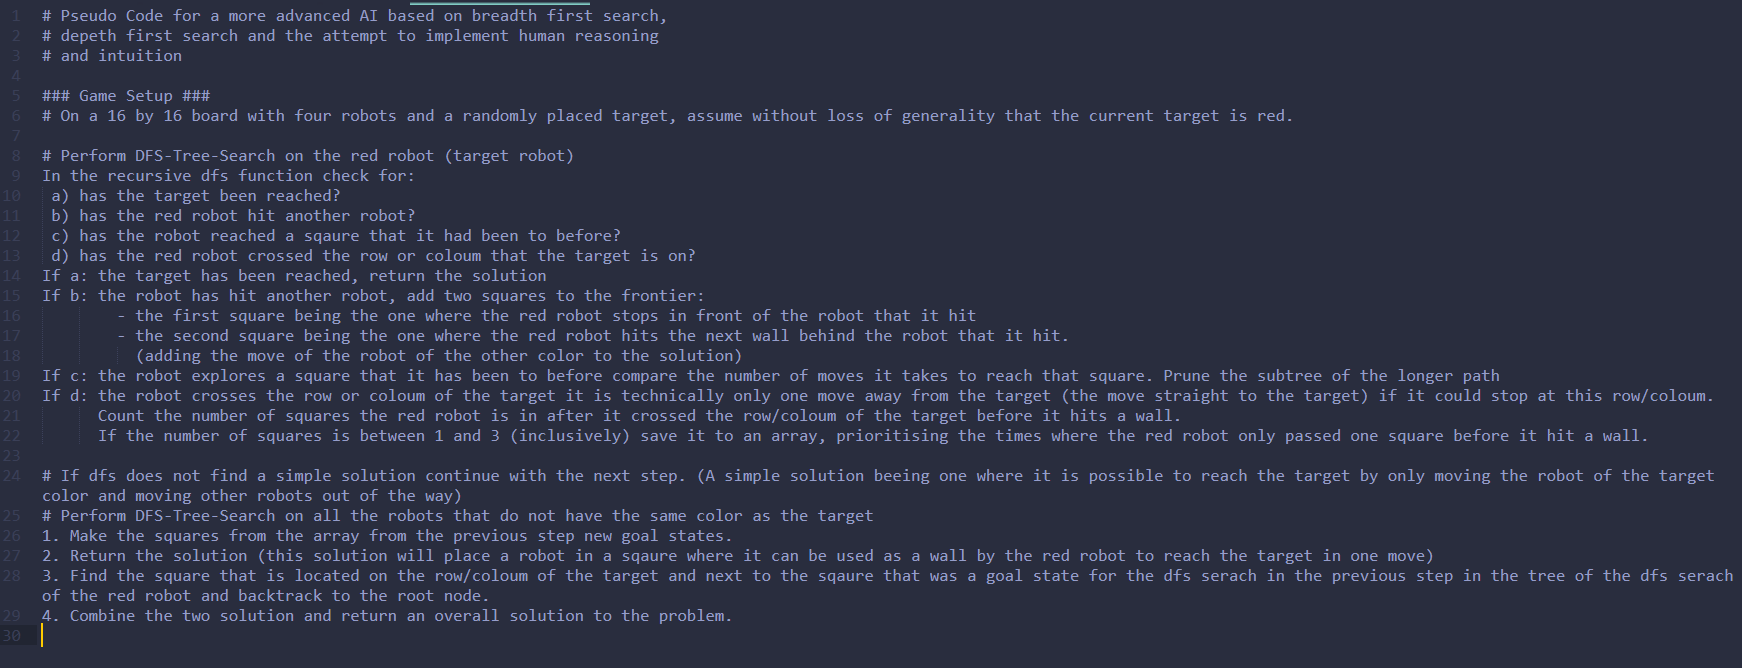 1 # Pseudo Code for a more advanced AI based on breadth first search,
2 # depeth first search and the attempt to implement human reasoning
3 # and intuition
4
5 ### Game Setup ###
6 # On a 16 by 16 board with four robots and a randomly placed target, assume without loss of generality that the current target is red.
7
8 # Perform DFS-Tree-Search on the red robot (target robot)
9 In the recursive dfs function check for:
10 a) has the target been reached?
11 b) has the red robot hit another robot?
12 c) has the robot reached a sqaure that it had been to before?
13 d) has the red robot crossed the row or coloum that the target is on?
14 If a: the target has been reached, return the solution
15 If b: the robot has hit another robot, add two squares to the frontier:
16 - the first square being the one where the red robot stops in front of the robot that it hit
17 - the second square being the one where the red robot hits the next wall behind the robot that it hit.
18 (adding the move of the robot of the other color to the solution)
19 If c: the robot explores a square that it has been to before compare the number of moves it takes to reach that square. Prune the subtree of the longer path
20 If d: the robot crosses the row or coloum of the target it is technically only one move away from the target (the move straight to the target) if it could stop at this row/coloum.
21 Count the number of squares the red robot is in after it crossed the row/coloum of the target before it hits a wall.
22 If the number of squares is between 1 and 3 (inclusively) save it to an array, prioritising the times where the red robot only passed one square before it hit a wall.
23
24 # If dfs does not find a simple solution continue with the next step. (A simple solution beeing one where it is possible to reach the target by only moving the robot of the target
color and moving other robots out of the way)
25 # Perform DFS-Tree-Search on all the robots that do not have the same color as the target
26 1. Make the squares from the array from the previous step new goal states.
27 2. Return the solution (this solution will place a robot in a sqaure where it can be used as a wall by the red robot to reach the target in one move)
28 3. Find the square that is located on the row/coloum of the target and next to the sqaure that was a goal state for the dfs serach in the previous step in the tree of the dfs serach
of the red robot and backtrack to the root node.
29 4. Combine the two solution and return an overall solution to the problem.
30